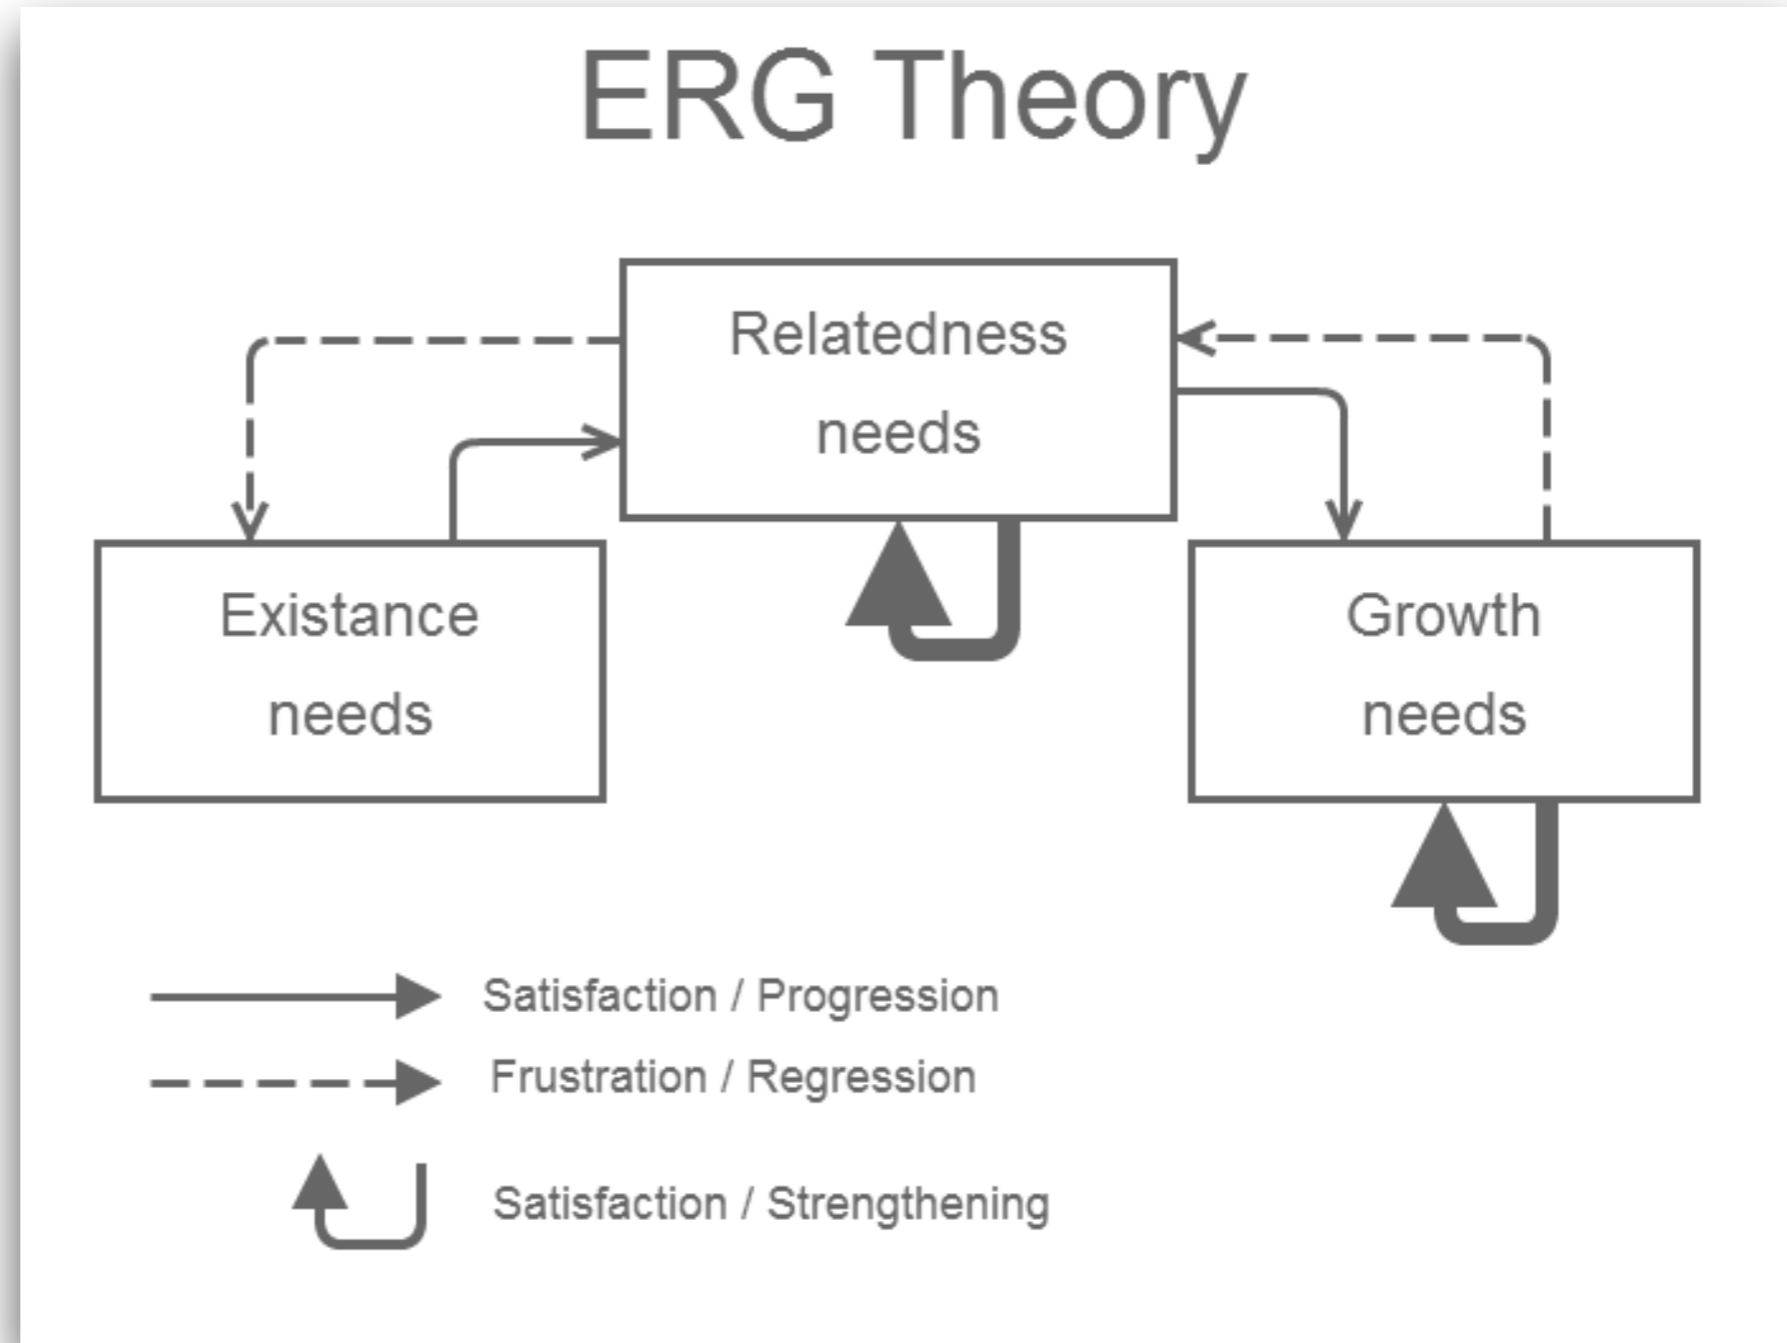 ERG Theory
Relatedness
needs
Existance
needs
Growth
needs
Satisfaction / Progression
Frustration / Regression
Satisfaction / Strengthening